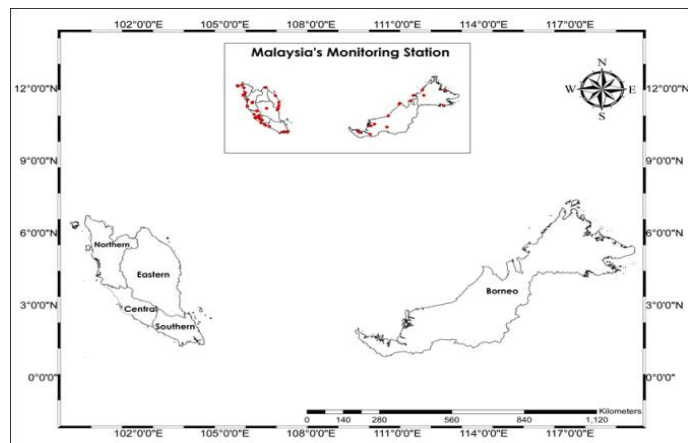 102°0'0"E 105°0'0"E 108°0'0"E 111°0'0"E 114°0'0"E 117°0'0"E
Malaysia's Monitoring Station
N
W E
S
12°0'0"N 12°0'0"N
9°0'0"N 9°0'0"N
6°0'0"N 6°0'0"N
Northern
Eastern
Borneo
3°0'0"N 3°0'0"N
Central
Southern
0°0'0" 0°0'0"
Kilometers
0 140 280 560 840 1,120
102°0'0"E 105°0'0"E 108°0'0"E 111°0'0"E 114°0'0"E 117°0'0"E